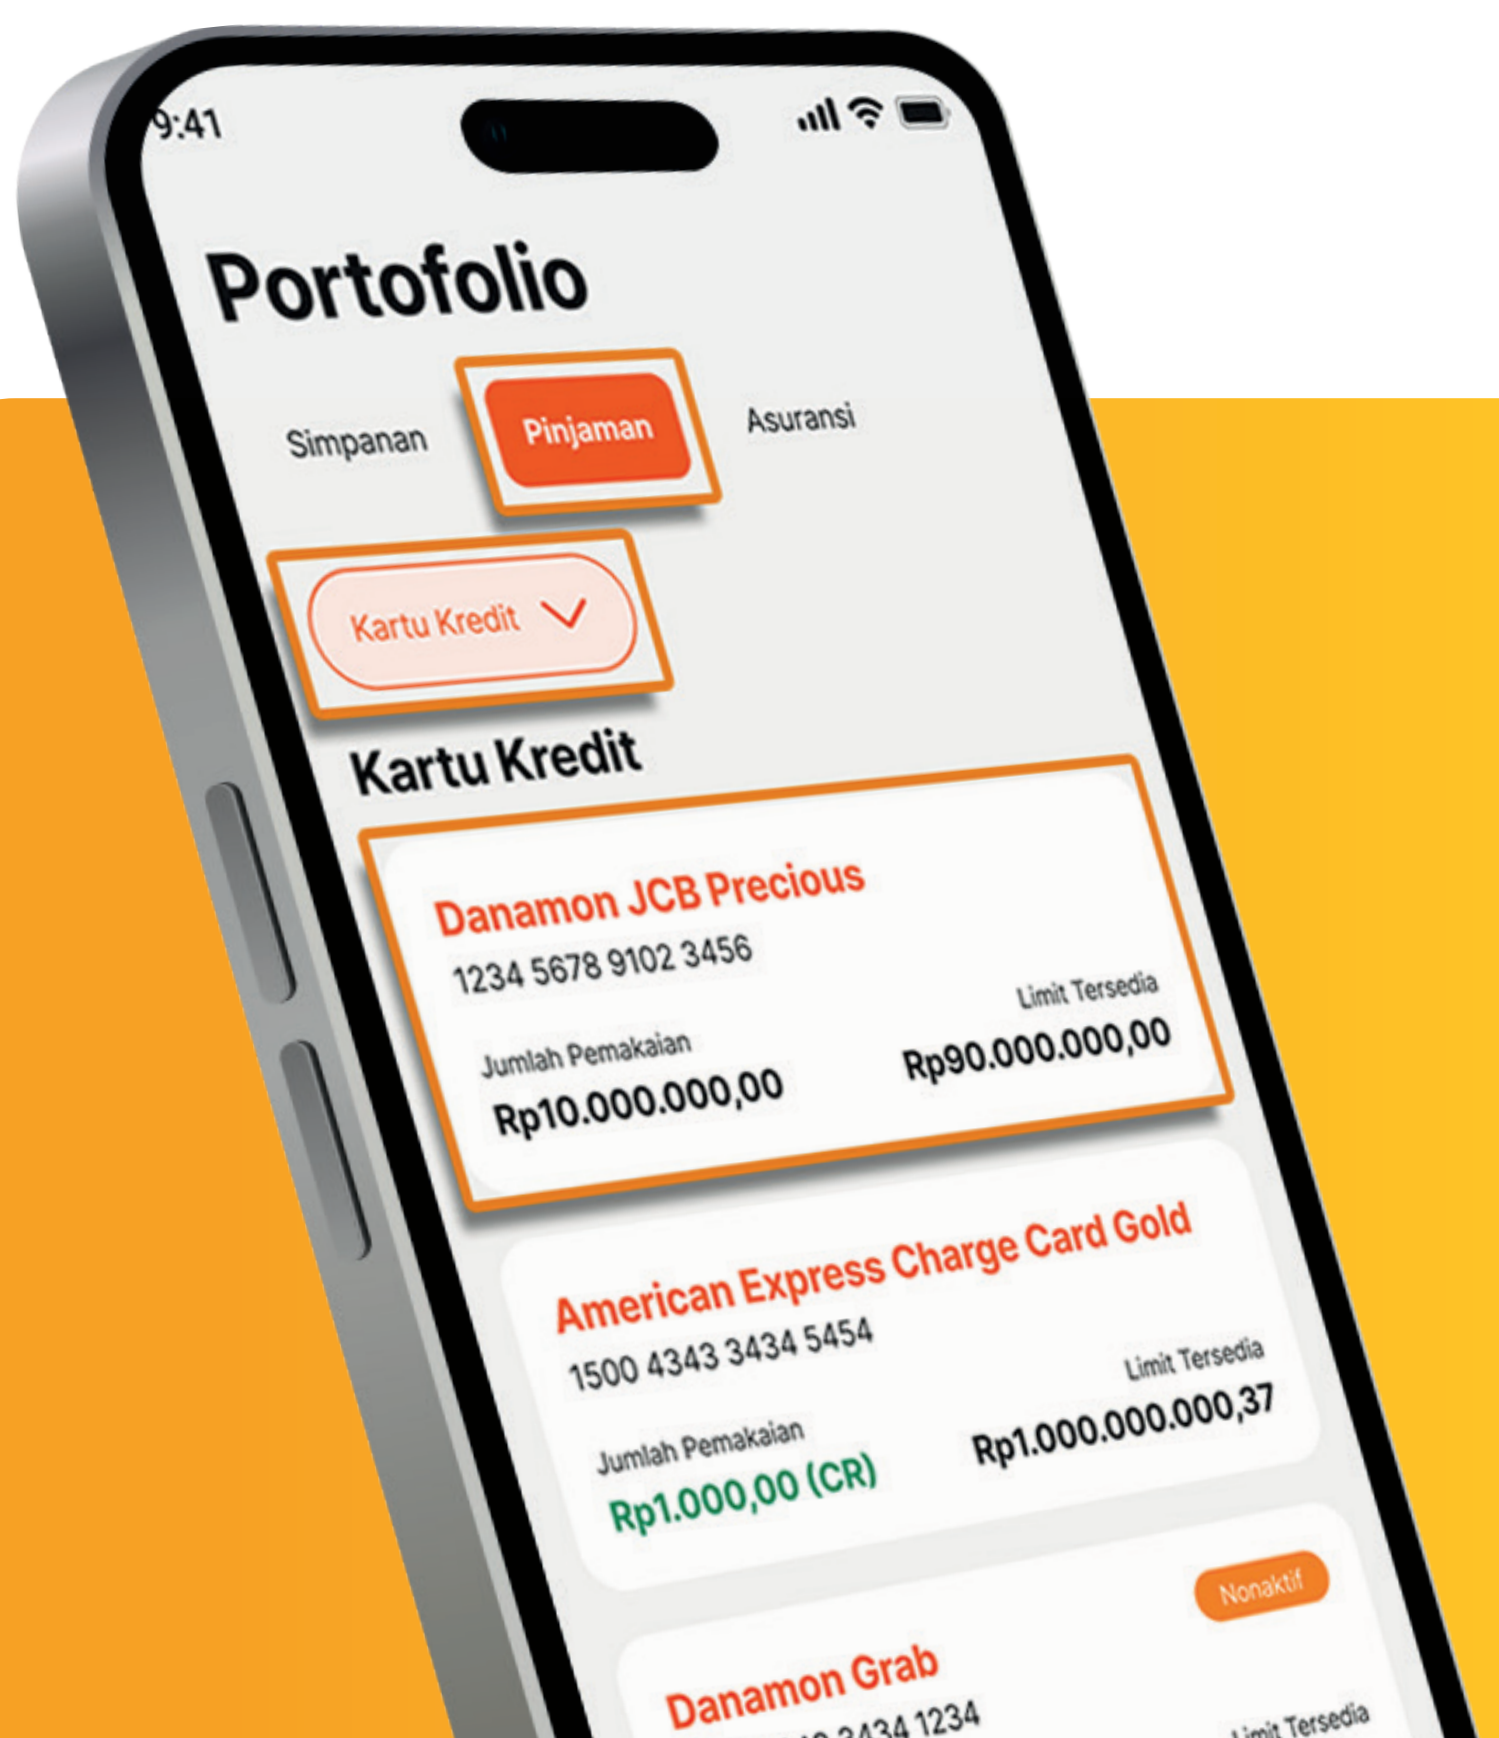 9:41
Portofolio
Simpanan Pinjaman Asuransi
Kartu Kredit
Kartu Kredit
Danamon JCB Precious
1234 5678 9102 3456
Jumlah Pemakaian Limit Tersedia
Rp10.000.000,00 Rp90.000.000,00
American Express Charge Card Gold
1500 4343 3434 5454
Jumlah Pemakaian Limit Tersedia
Rp1.000,00 (CR) Rp1.000.000.000,37
Nonaktif
Danamon Grab
3434 1234
Limit Tersedia